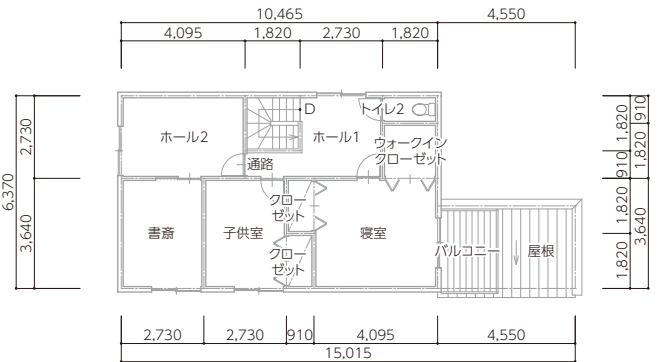 10,465
4,550
4,095
1,820
2,730
1,820
D
トイレ2
ホール2
ホール1
ウォークイン
クローゼット
通路
クロー
ゼット
書斎
子供室
寝室
クロー
ゼット
バルコニー
屋根
6,370
2,730
3,640
1,820
910
910
1,820
1,820
1,820
3,640
2,730
2,730
910
4,095
4,550
15,015